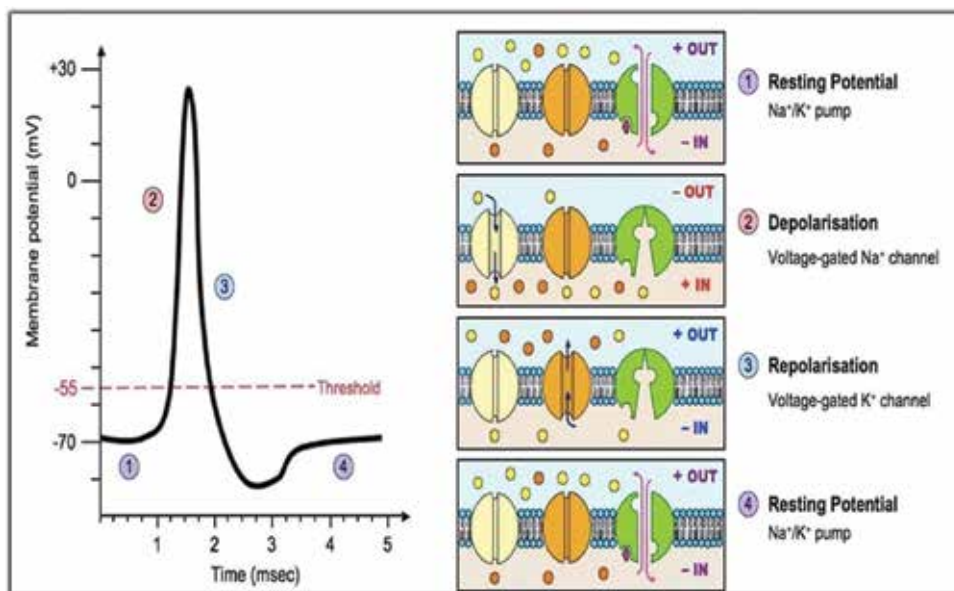 Membrane potential (mV)
+30
0
-55
-70
2
3
Threshold
1
4
1
2
3
4
5
Time (msec)
+ OUT
– IN
1 Resting Potential
Na⁺/K⁺ pump
– OUT
+ IN
2 Depolarisation
Voltage-gated Na⁺ channel
+ OUT
– IN
3 Repolarisation
Voltage-gated K⁺ channel
+ OUT
– IN
4 Resting Potential
Na⁺/K⁺ pump